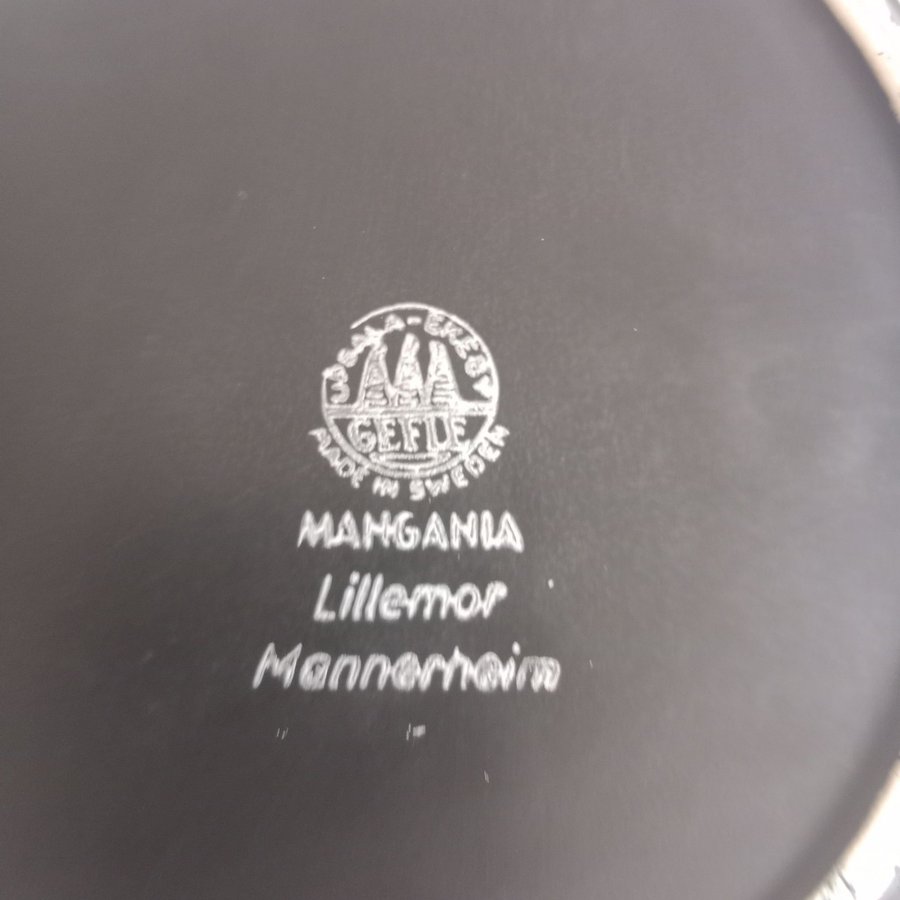 UPSALA-EKEBY
GEFLE
MADE IN SWEDEN
MANGANIA
Lillemor
Mannerheim